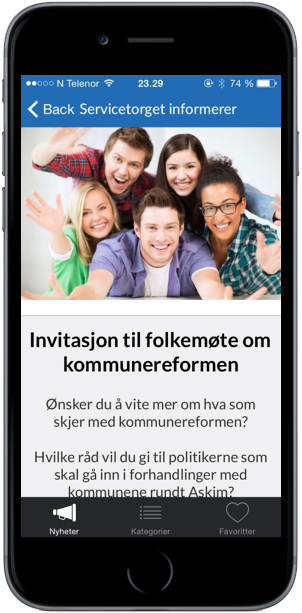 N Telenor 23.29 74 %
Back Servicetorget informerer
Invitasjon til folkemøte om
kommunereformen
Ønsker du å vite mer om hva som
skjer med kommunereformen?
Hvilke råd vil du gi til politikerne som
skal gå inn i forhandlinger med
kommunene rundt Askim?
Nyheter Kategorier Favoritter